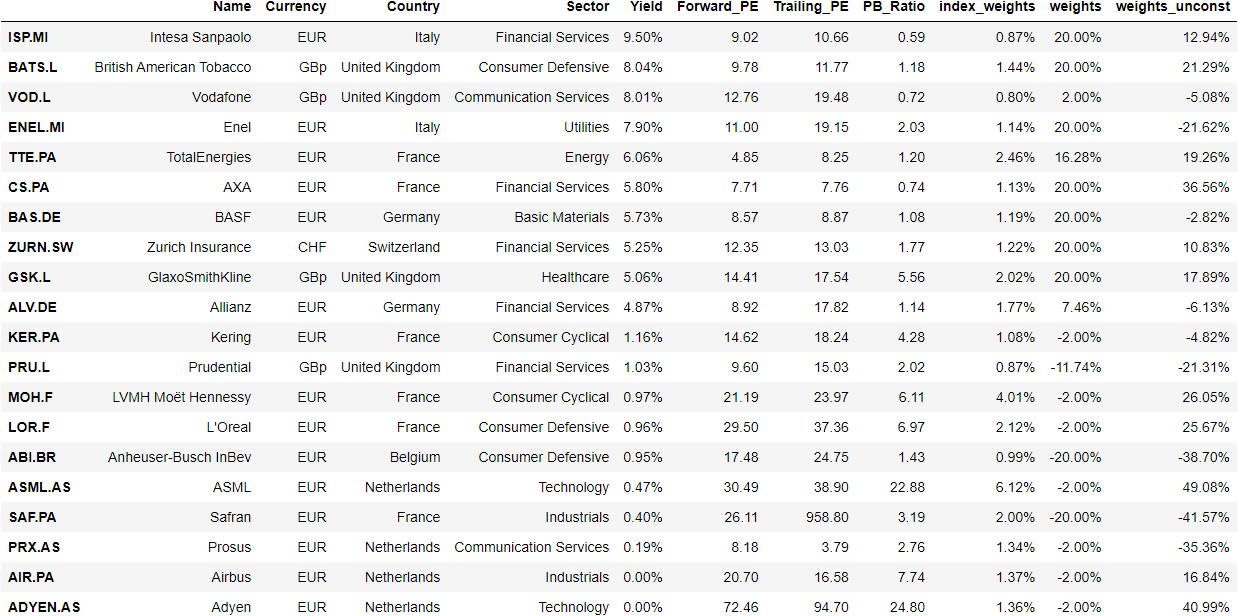 Name Currency Country Sector Yield Forward_PE Trailing_PE PB_Ratio index_weights weights weights_unconst
ISP.MI Intesa Sanpaolo EUR Italy Financial Services 9.50% 9.02 10.66 0.59 0.87% 20.00% 12.94%
BATS.L British American Tobacco GBp United Kingdom Consumer Defensive 8.04% 9.78 11.77 1.18 1.44% 20.00% 21.29%
VOD.L Vodafone GBp United Kingdom Communication Services 8.01% 12.76 19.48 0.72 0.80% 2.00% -5.08%
ENEL.MI Enel EUR Italy Utilities 7.90% 11.00 19.15 2.03 1.14% 20.00% -21.62%
TTE.PA TotalEnergies EUR France Energy 6.06% 4.85 8.25 1.20 2.46% 16.28% 19.26%
CS.PA AXA EUR France Financial Services 5.80% 7.71 7.76 0.74 1.13% 20.00% 36.56%
BAS.DE BASF EUR Germany Basic Materials 5.73% 8.57 8.87 1.08 1.19% 20.00% -2.82%
ZURN.SW Zurich Insurance CHF Switzerland Financial Services 5.25% 12.35 13.03 1.77 1.22% 20.00% 10.83%
GSK.L GlaxoSmithKline GBp United Kingdom Healthcare 5.06% 14.41 17.54 5.56 2.02% 20.00% 17.89%
ALV.DE Allianz EUR Germany Financial Services 4.87% 8.92 17.82 1.14 1.77% 7.46% -6.13%
KER.PA Kering EUR France Consumer Cyclical 1.16% 14.62 18.24 4.28 1.08% -2.00% -4.82%
PRU.L Prudential GBp United Kingdom Financial Services 1.03% 9.60 15.03 2.02 0.87% -11.74% -21.31%
MOH.F LVMH Moët Hennessy EUR France Consumer Cyclical 0.97% 21.19 23.97 6.11 4.01% -2.00% 26.05%
LOR.F L'Oreal EUR France Consumer Defensive 0.96% 29.50 37.36 6.97 2.12% -2.00% 25.67%
ABI.BR Anheuser-Busch InBev EUR Belgium Consumer Defensive 0.95% 17.48 24.75 1.43 0.99% -20.00% -38.70%
ASML.AS ASML EUR Netherlands Technology 0.47% 30.49 38.90 22.88 6.12% -2.00% 49.08%
SAF.PA Safran EUR France Industrials 0.40% 26.11 958.80 3.19 2.00% -20.00% -41.57%
PRX.AS Prosus EUR Netherlands Communication Services 0.19% 8.18 3.79 2.76 1.34% -2.00% -35.36%
AIR.PA Airbus EUR Netherlands Industrials 0.00% 20.70 16.58 7.74 1.37% -2.00% 16.84%
ADYEN.AS Adyen EUR Netherlands Technology 0.00% 72.46 94.70 24.80 1.36% -2.00% 40.99%